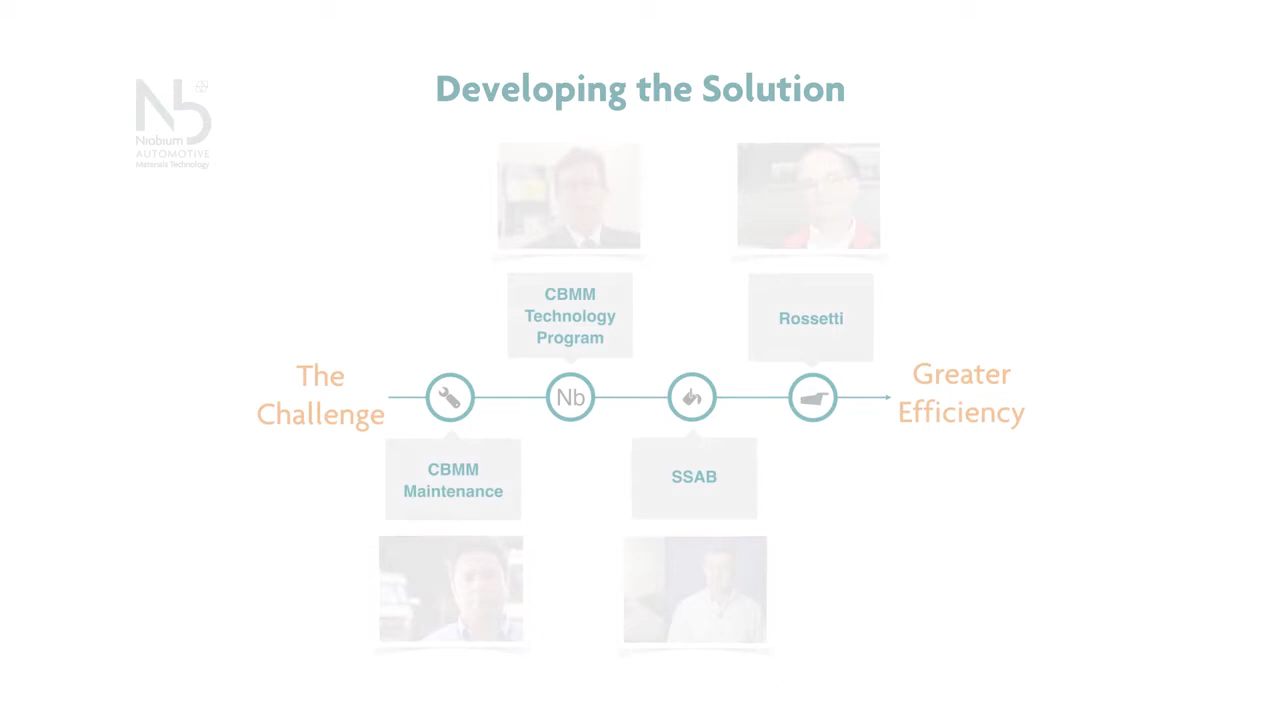 Developing the Solution
Nb
Niobium
AUTOMOTIVE
Materials Technology
CBMM
Technology
Program
Rossetti
The
Challenge
Nb
Greater
Efficiency
CBMM
Maintenance
SSAB